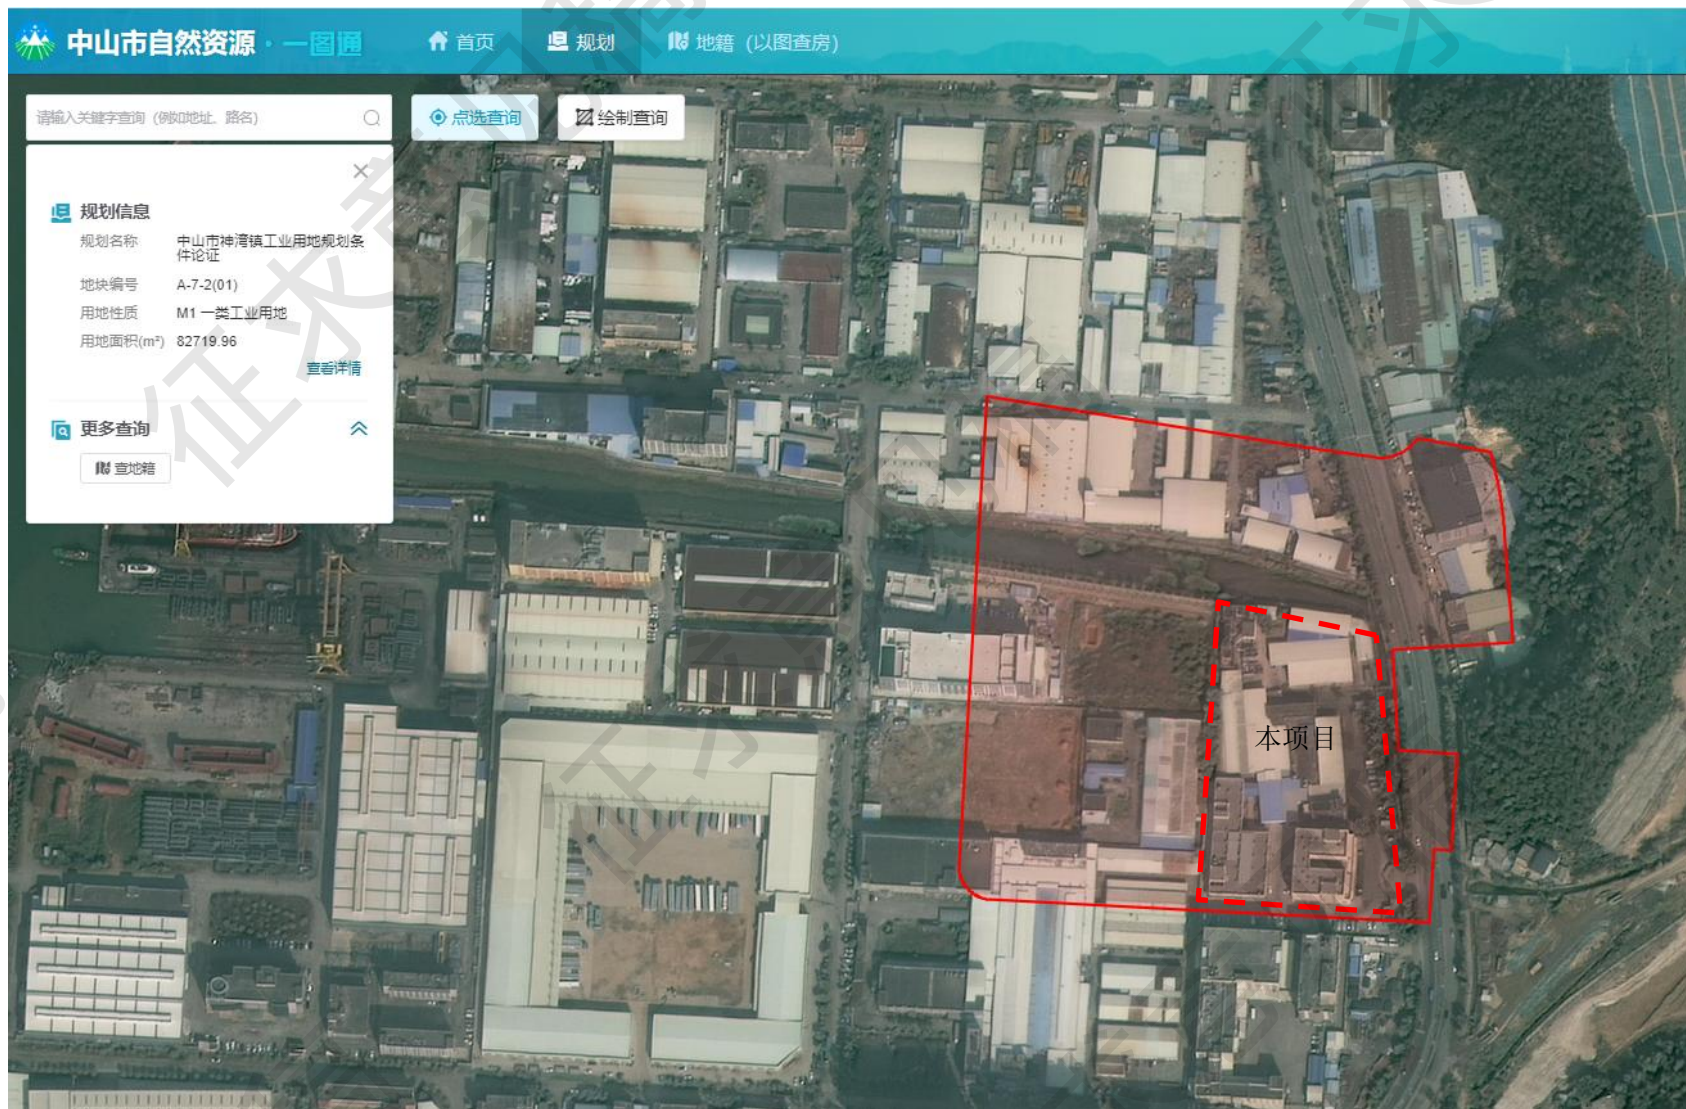 中山市自然资源·一图通
首页
规划
地籍（以图查房）
请输入关键字查询（例如地址、路名）
点选查询
绘制查询
规划信息
规划名称 中山市神湾镇工业用地规划条
件论证
地块编号 A-7-2(01)
用地性质 M1 一类工业用地
用地面积(m²) 82719.96
查看详情
更多查询
查地籍
本项目
征求意见稿